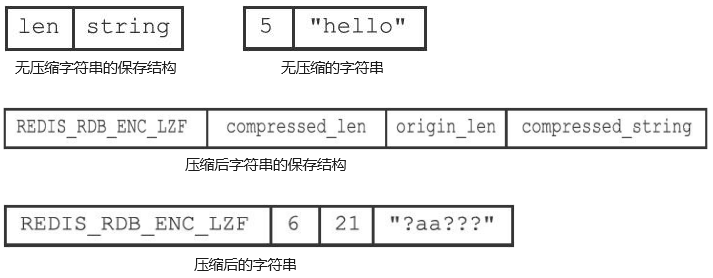 len string 5 "hello"
无压缩字符串的保存结构 无压缩的字符串
REDIS_RDB_ENC_LZF compressed_len origin_len compressed_string
压缩后字符串的保存结构
REDIS_RDB_ENC_LZF 6 21 "?aa???"
压缩后的字符串